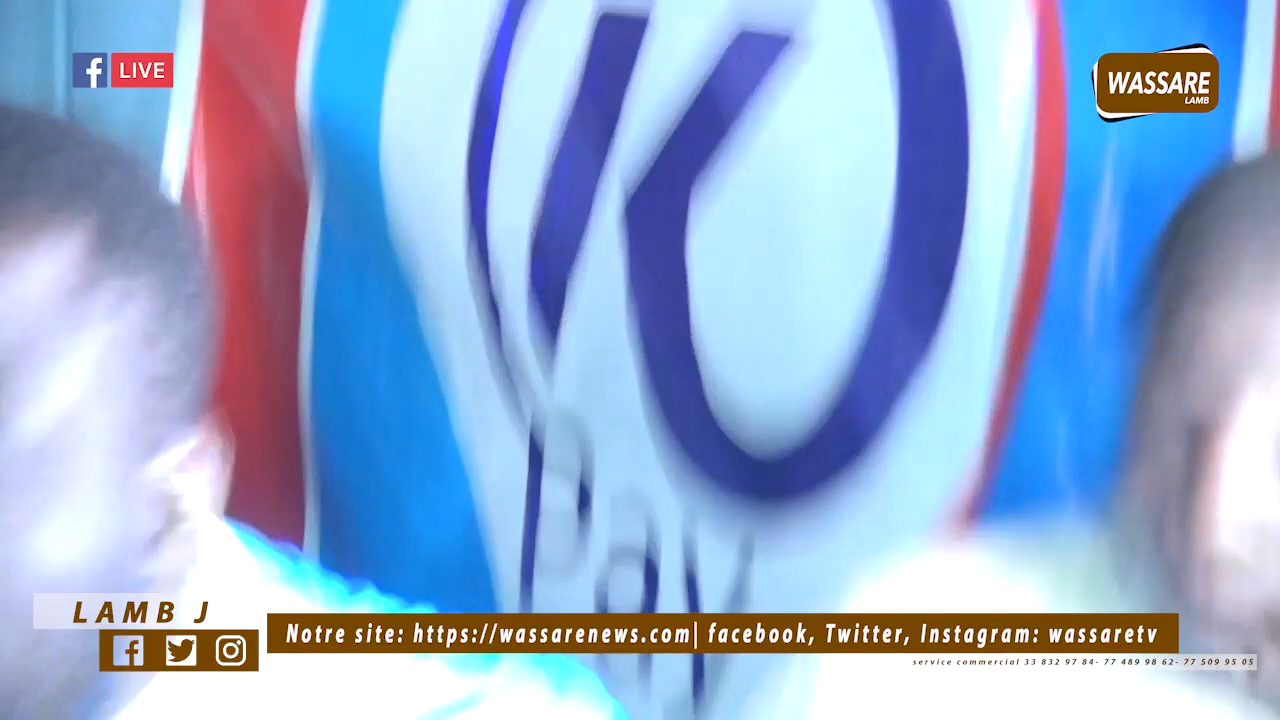 LIVE
WASSARE
LAMB
LAMB J
Notre site: https://wassarenews.com| facebook, Twitter, Instagram: wassaretv
service commercial 33 832 97 84- 77 489 98 62- 77 509 95 05